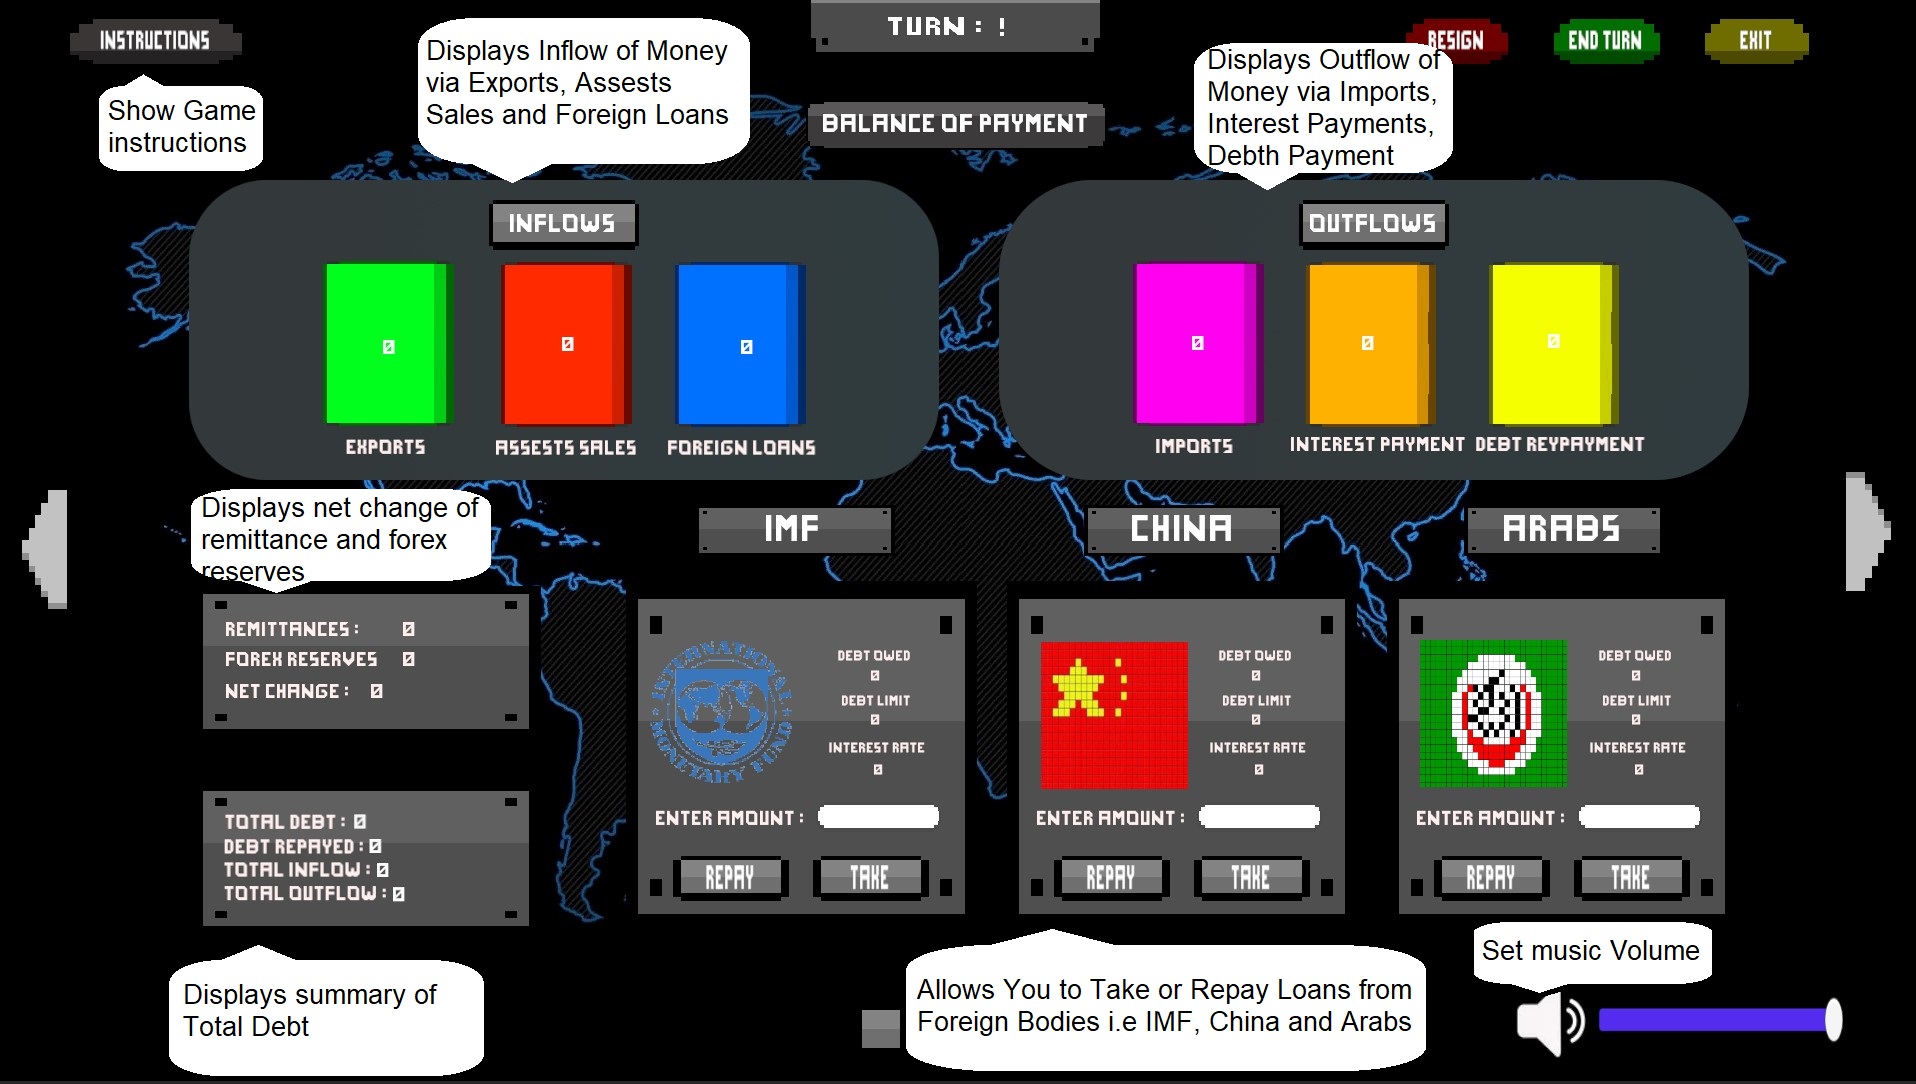 INSTRUCTIONS
TURN : !
RESIGN
END TURN
EXIT
Show Game
instructions
Displays Inflow of Money
via Exports, Assests
Sales and Foreign Loans
BALANCE OF PAYMENT
Displays Outflow of
Money via Imports,
Interest Payments,
Debth Payment
INFLOWS
0
0
0
EXPORTS
ASSESTS SALES
FOREIGN LOANS
OUTFLOWS
0
0
0
IMPORTS
INTEREST PAYMENT
DEBT REYPAYMENT
Displays net change of
remittance and forex
reserves
REMITTANCES : 0
FOREX RESERVES 0
NET CHANGE : 0
TOTAL DEBT : 0
DEBT REPAYED : 0
TOTAL INFLOW : 0
TOTAL OUTFLOW : 0
Displays summary of
Total Debt
IMF
INTERNATIONAL MONETARY FUND
DEBT OWED
0
DEBT LIMIT
0
INTEREST RATE
0
ENTER AMOUNT :
REPAY
TAKE
CHINA
DEBT OWED
0
DEBT LIMIT
0
INTEREST RATE
0
ENTER AMOUNT :
REPAY
TAKE
ARABS
DEBT OWED
0
DEBT LIMIT
0
INTEREST RATE
0
ENTER AMOUNT :
REPAY
TAKE
Allows You to Take or Repay Loans from
Foreign Bodies i.e IMF, China and Arabs
Set music Volume